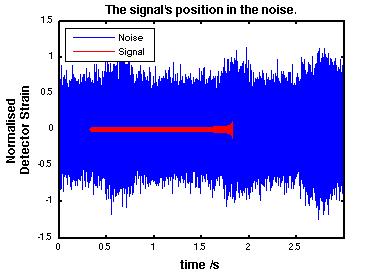 The signal's position in the noise.
1.5
Noise
Signal
1
0.5
0
-0.5
-1
-1.5
Normalised
Detector Strain
0 0.5 1 1.5 2 2.5
time /s